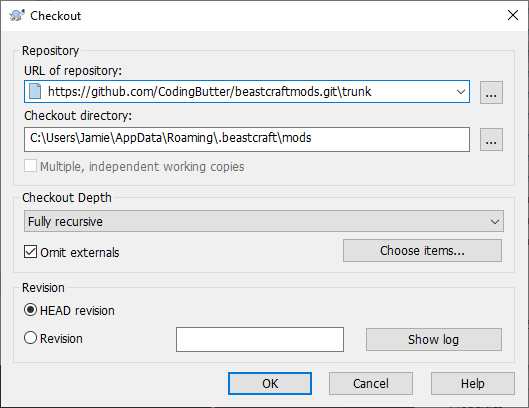 Checkout
Repository
URL of repository:
https://github.com/CodingButter/beastcraftmods.git\trunk
...
Checkout directory:
C:\Users\Jamie\AppData\Roaming\.beastcraft\mods
...
Multiple, independent working copies
Checkout Depth
Fully recursive
Omit externals
Choose items...
Revision
HEAD revision
Revision
Show log
OK
Cancel
Help